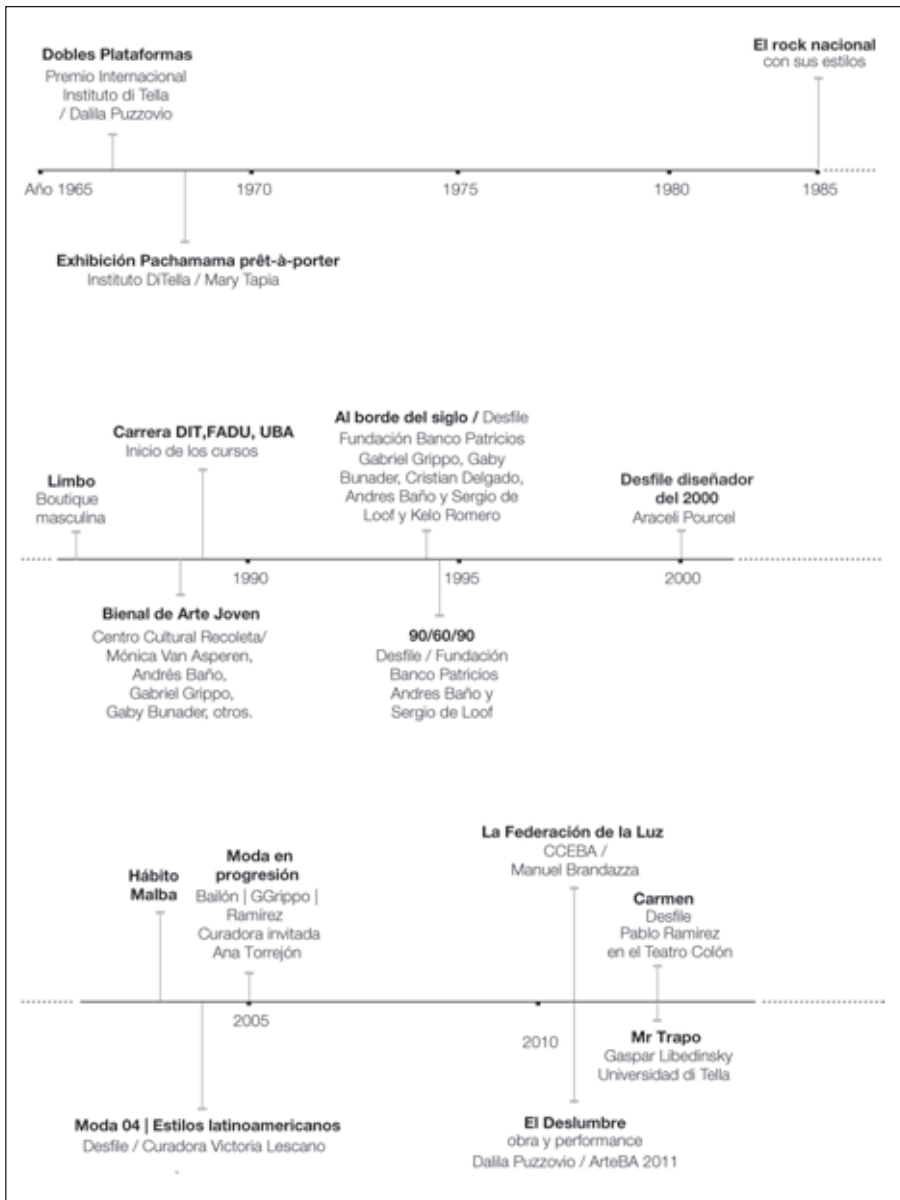 Dobles Plataformas
Premio Internacional
Instituto di Tella
/ Dalila Puzzovio
El rock nacional
con sus estilos
Año 1965
1970
1975
1980
1985
Exhibición Pachamama prêt-à-porter
Instituto DiTella / Mary Tapia
Limbo
Boutique
masculina
Carrera DIT,FADU, UBA
Inicio de los cursos
Al borde del siglo / Desfile
Fundación Banco Patricios
Gabriel Grippo, Gaby
Bunader, Cristian Delgado,
Andres Baño y Sergio de
Loof y Kelo Romero
Desfile diseñador
del 2000
Araceli Pourcel
1990
1995
2000
Bienal de Arte Joven
Centro Cultural Recoleta/
Mónica Van Asperen,
Andrés Baño,
Gabriel Grippo,
Gaby Bunader, otros.
90/60/90
Desfile / Fundación
Banco Patricios
Andres Baño y
Sergio de Loof
Hábito
Malba
Moda en
progresión
Bailón | GGrippo |
Ramírez
Curadora invitada
Ana Torrejón
La Federación de la Luz
CCEBA /
Manuel Brandazza
Carmen
Desfile
Pablo Ramirez
en el Teatro Colón
2005
2010
Mr Trapo
Gaspar Libedinsky
Universidad di Tella
Moda 04 | Estilos latinoamericanos
Desfile / Curadora Victoria Lescano
El Deslumbre
obra y performance
Dalila Puzzovio / ArteBA 2011